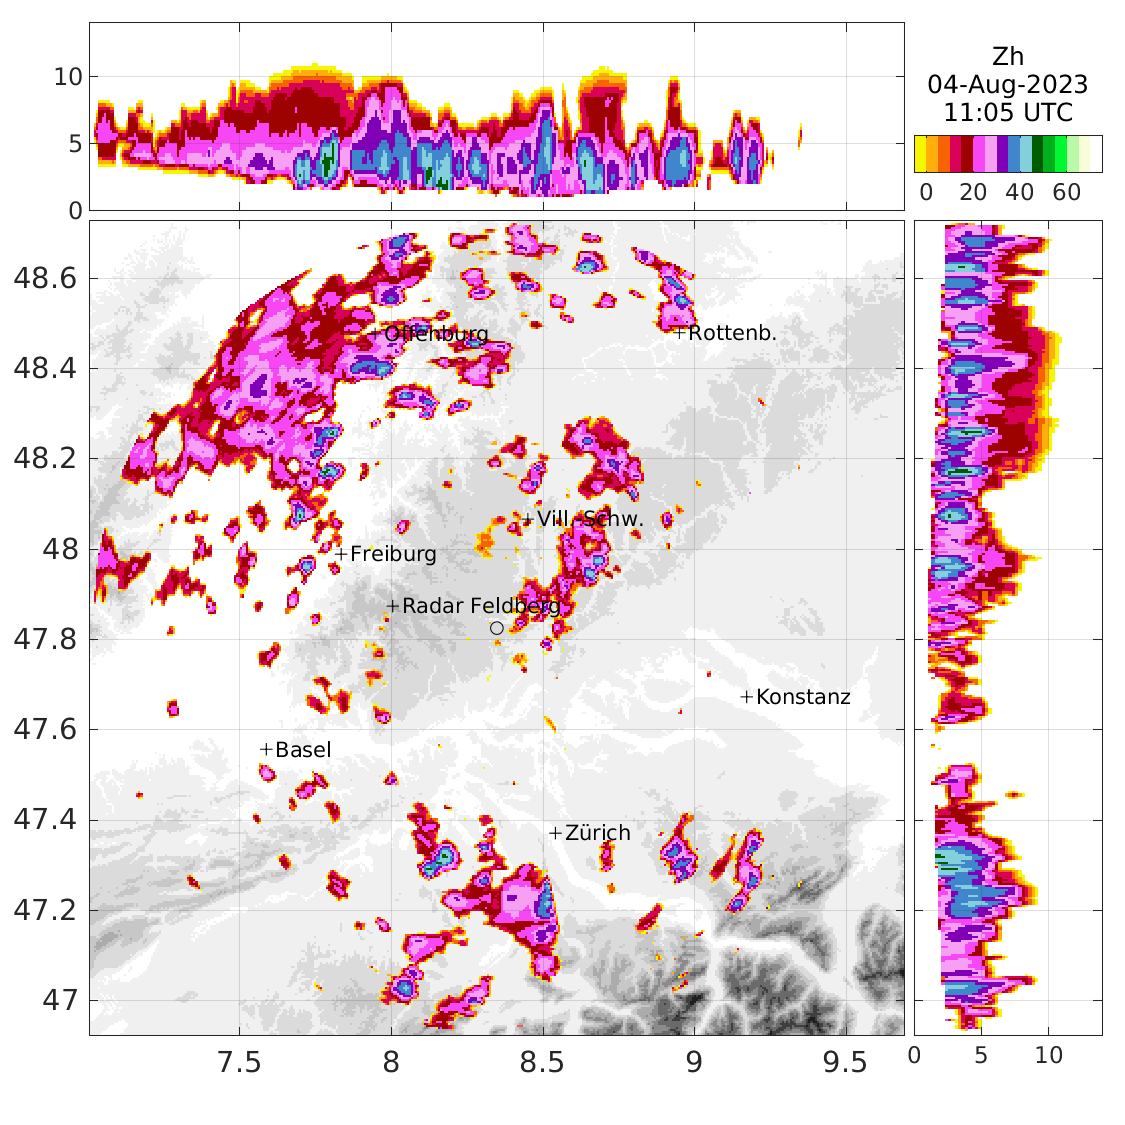 10
5
0
Zh
04-Aug-2023
11:05 UTC
0 20 40 60
48.6
48.4
48.2
48
47.8
47.6
47.4
47.2
47
+Offenburg
+Rottenb.
+Vill.-Schw.
+Freiburg
+Radar Feldberg
+Konstanz
+Basel
+Zürich
7.5 8 8.5 9 9.5
0 5 10